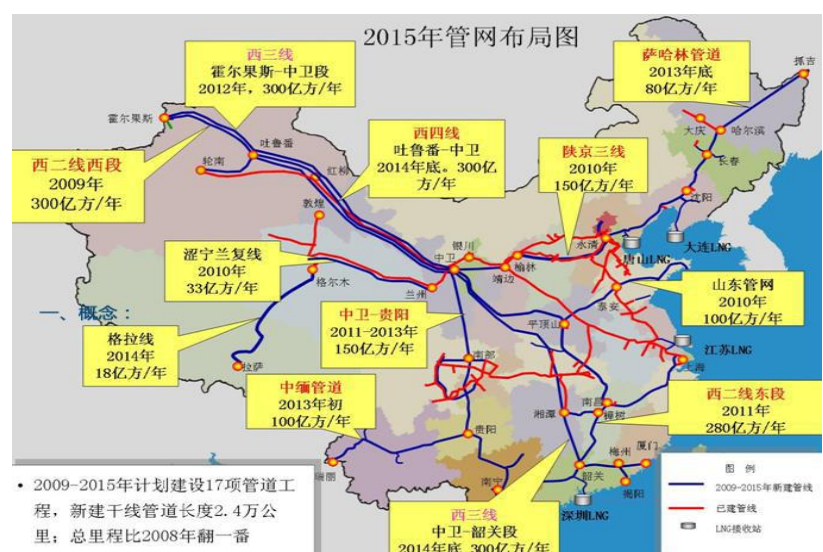 2015年管网布局图
西三线
霍尔果斯-中卫段
2012年，300亿方/年
萨哈林管道
2013年底
80亿方/年
抚吉
霍尔果斯
大庆
哈尔滨
吐鲁番
西四线
吐鲁番-中卫
2014年底。300亿
方/年
长春
西二线西段
2009年
300亿方/年
轮南
红柳
陕京三线
2010年
150亿方/年
沈阳
敦煌
涩宁兰复线
2010年
33亿方/年
银川
中卫
榆林
靖边
永清
唐山LNG
大连LNG
格尔木
兰州
泰安
山东管网
2010年
100亿方/年
一、概念：
中卫-贵阳
2011-2013年
150亿方/年
平顶山
格拉线
2014年
18亿方/年
江苏LNG
上海
拉萨
南部
中缅管道
2013年初
100亿方/年
南昌
湘潭
樟树
西二线东段
2011年
280亿方/年
贵阳
瑞丽
南宁
韶关
梅州
厦门
揭阳
深圳LNG
西三线
中卫-韶关段
2014年底，300亿方/年
图 例
2009-2015年新建管线
已建管线
LNG接收站
• 2009-2015年计划建设17项管道工
程，新建干线管道长度2.4万公
里；总里程比2008年翻一番